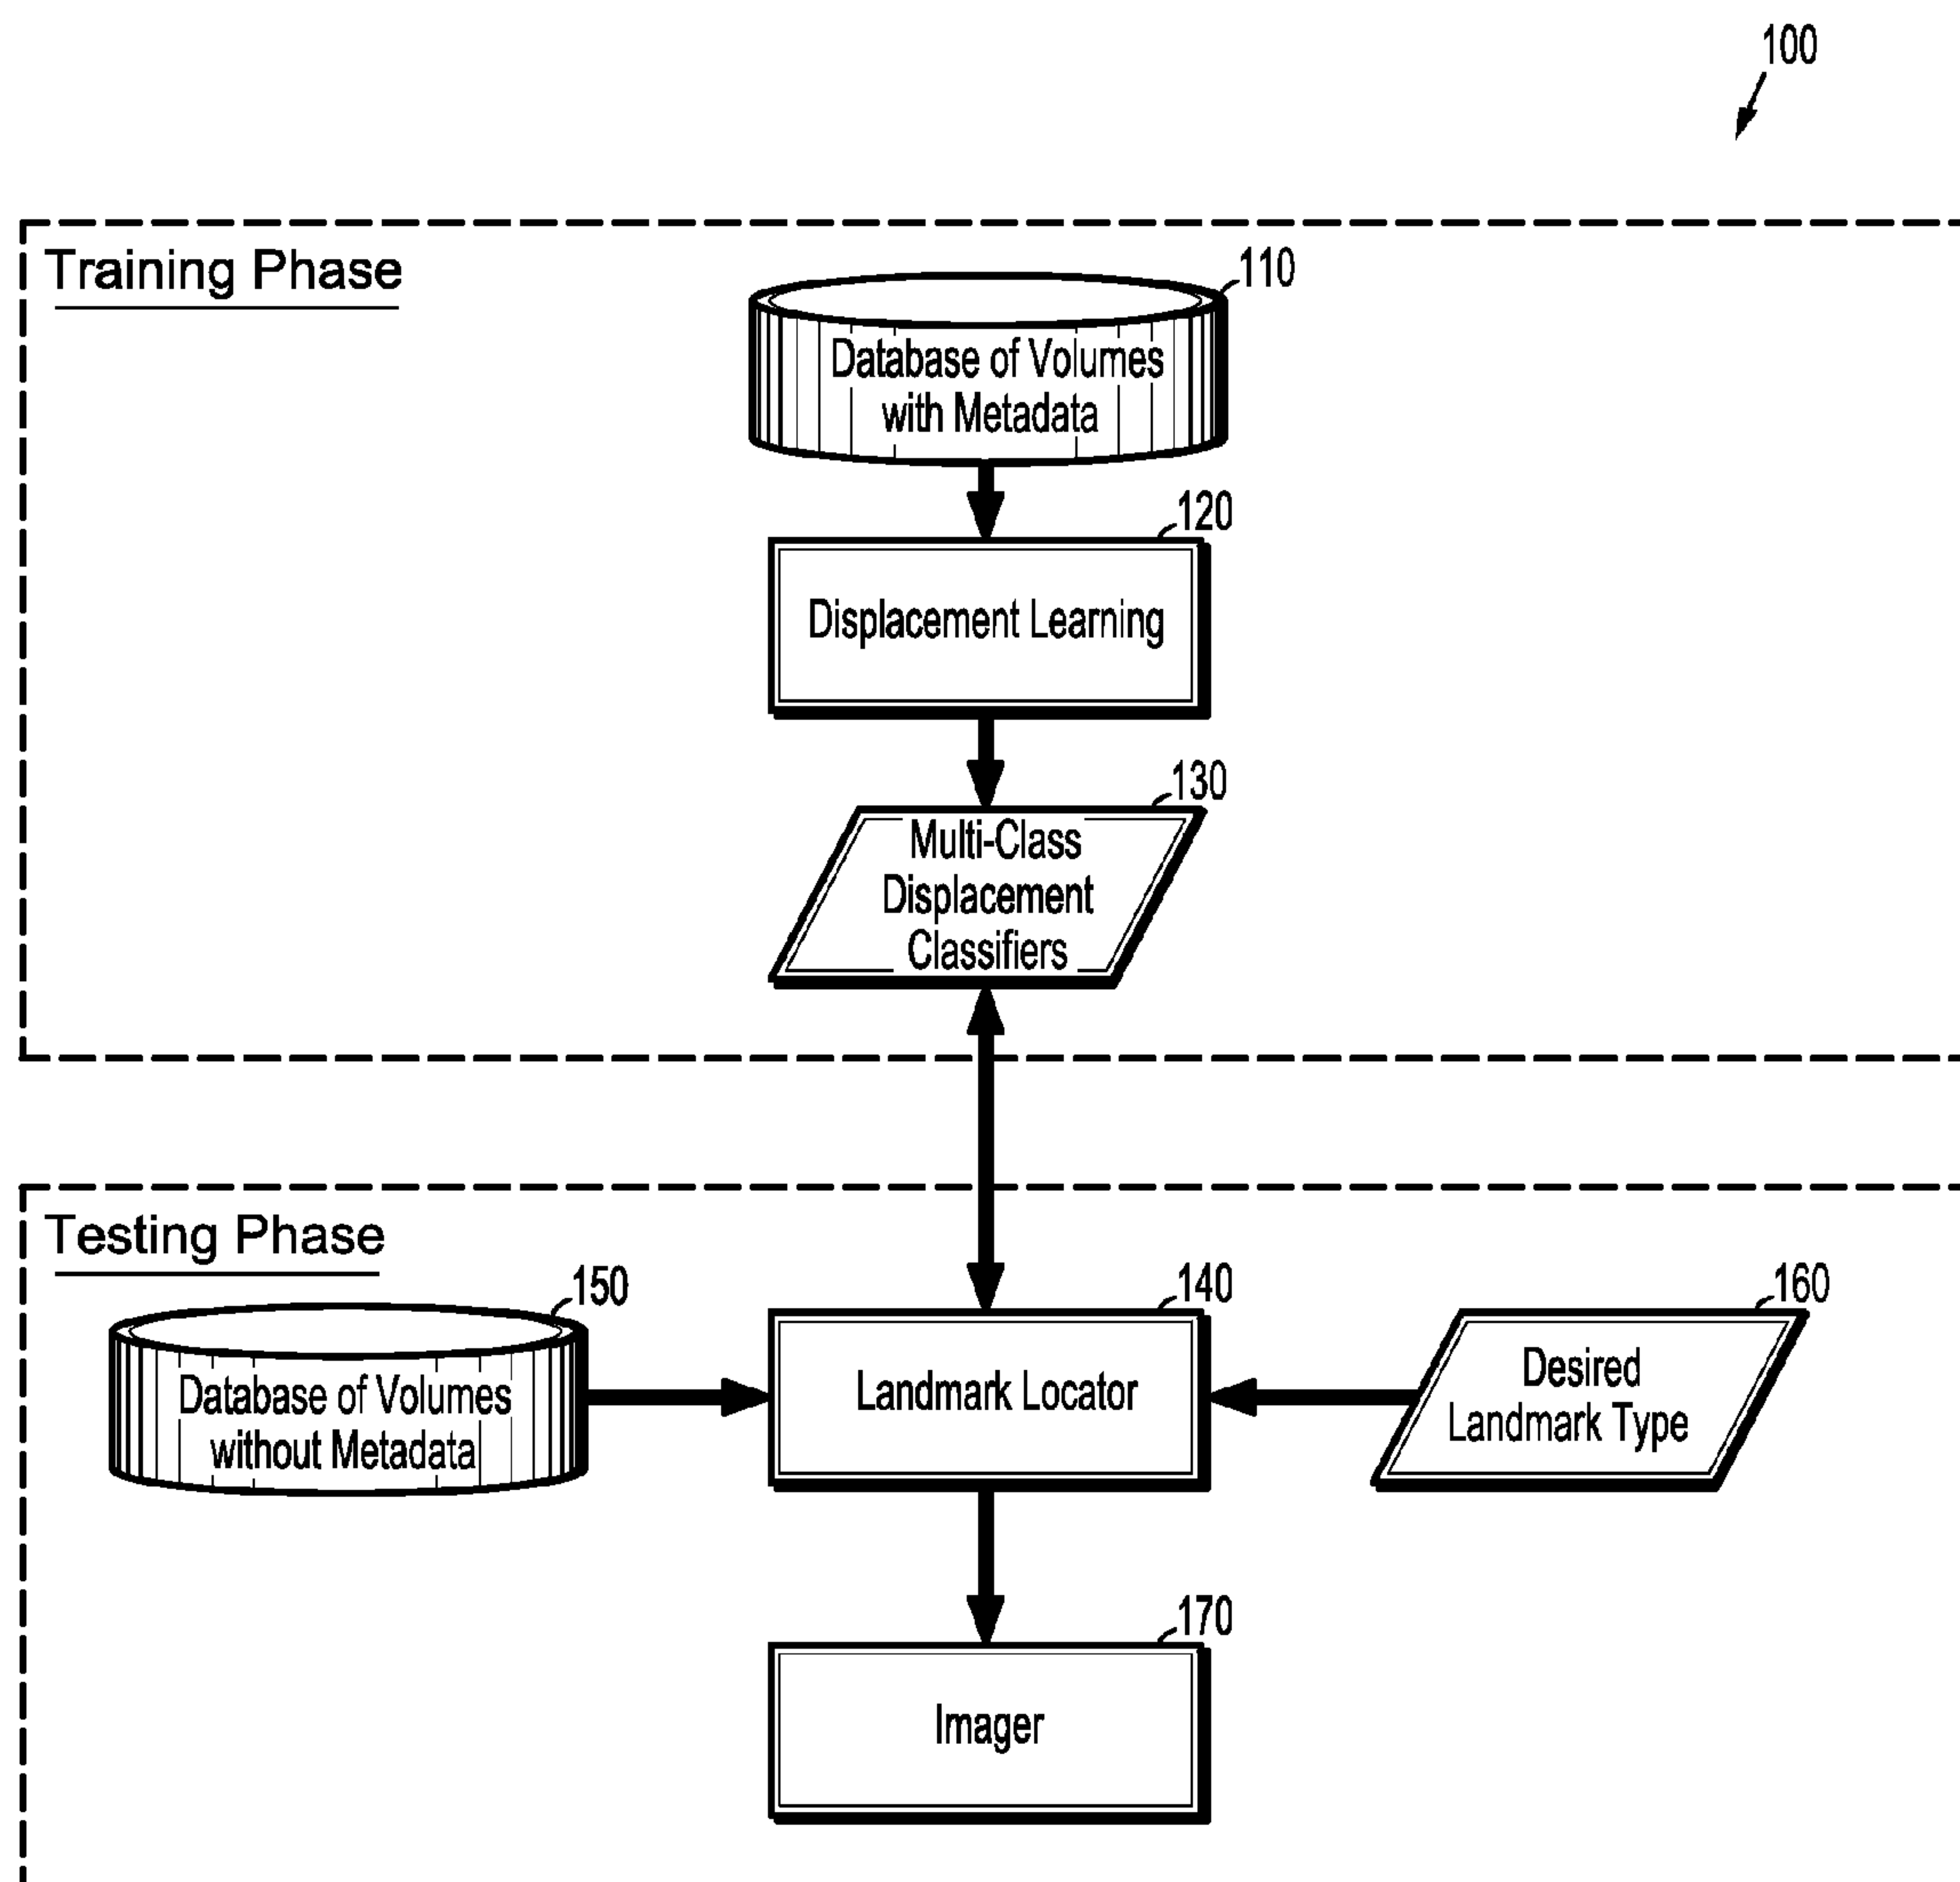 100
Training Phase
110
Database of Volumes
with Metadata
120
Displacement Learning
130
Multi-Class
Displacement
Classifiers
Testing Phase
150
Database of Volumes
without Metadata
140
Landmark Locator
160
Desired
Landmark Type
170
Imager